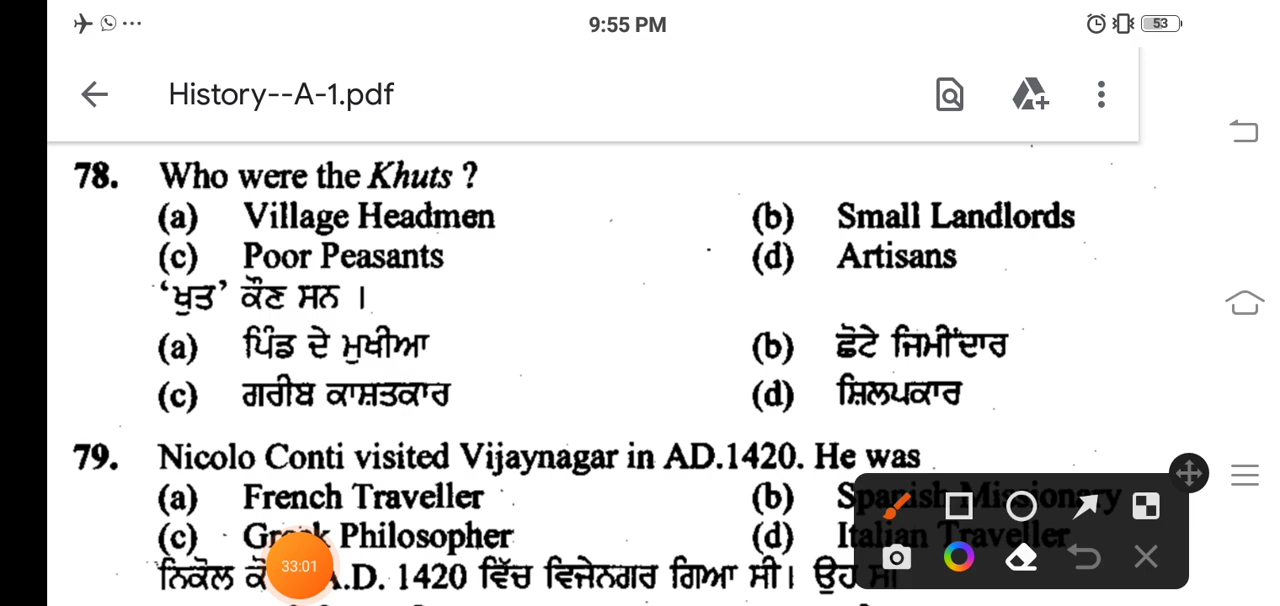 9:55 PM
53
History--A-1.pdf
78. Who were the Khuts ?
(a) Village Headmen (b) Small Landlords
(c) Poor Peasants (d) Artisans
‘ਖੁਤ’ ਕੌਣ ਸਨ ।
(a) ਪਿੰਡ ਦੇ ਮੁਖੀਆ (b) ਛੋਟੇ ਜਿਮੀਂਦਾਰ
(c) ਗਰੀਬ ਕਾਸ਼ਤਕਾਰ (d) ਸ਼ਿਲਪਕਾਰ
79. Nicolo Conti visited Vijaynagar in AD.1420. He was
(a) French Traveller (b) Spanish Missionary
(c) Greek Philosopher (d) Italian Traveller
ਨਿਕੋਲ A.D. 1420 ਵਿੱਚ ਵਿਜੇਨਗਰ ਗਿਆ ਸੀ। ਉਹ ਸੀ
33:01